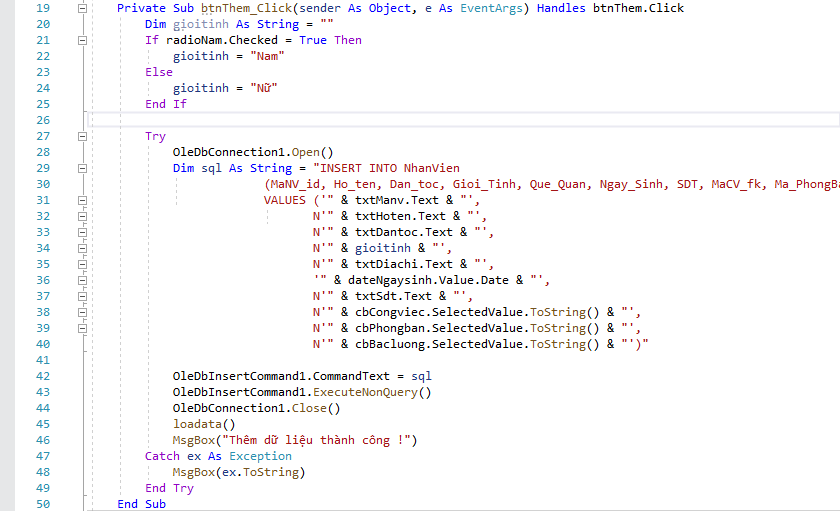 19 Private Sub btnThem_Click(sender As Object, e As EventArgs) Handles btnThem.Click
20 Dim gioitinh As String = ""
21 If radioNam.Checked = True Then
22 gioitinh = "Nam"
23 Else
24 gioitinh = "Nữ"
25 End If
26
27 Try
28 OleDbConnection1.Open()
29 Dim sql As String = "INSERT INTO NhanVien
30 (MaNV_id, Ho_ten, Dan_toc, Gioi_Tinh, Que_Quan, Ngay_Sinh, SDT, MaCV_fk, Ma_PhongBa
31 VALUES ('" & txtManv.Text & "',
32 N'" & txtHoten.Text & "',
33 N'" & txtDantoc.Text & "',
34 N'" & gioitinh & "',
35 N'" & txtDiachi.Text & "',
36 '" & dateNgaysinh.Value.Date & "',
37 N'" & txtSdt.Text & "',
38 N'" & cbCongviec.SelectedValue.ToString() & "',
39 N'" & cbPhongban.SelectedValue.ToString() & "',
40 N'" & cbBacluong.SelectedValue.ToString() & "')"
41
42 OleDbInsertCommand1.CommandText = sql
43 OleDbInsertCommand1.ExecuteNonQuery()
44 OleDbConnection1.Close()
45 loadata()
46 MsgBox("Thêm dữ liệu thành công !")
47 Catch ex As Exception
48 MsgBox(ex.ToString)
49 End Try
50 End Sub